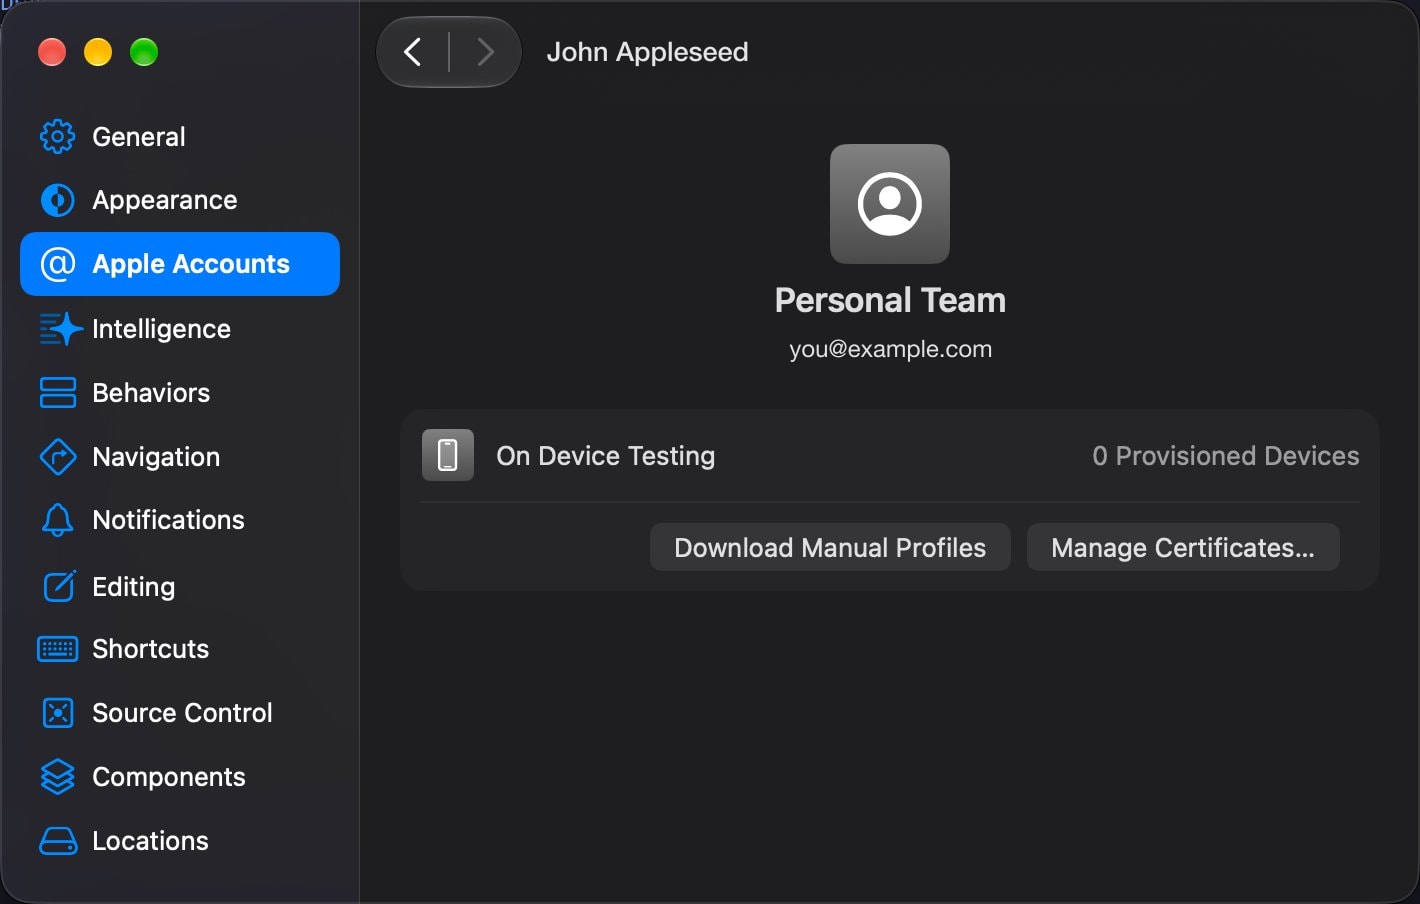 John Appleseed
General
Appearance
Apple Accounts
Intelligence
Behaviors
Navigation
Notifications
Editing
Shortcuts
Source Control
Components
Locations
Personal Team
you@example.com
On Device Testing
0 Provisioned Devices
Download Manual Profiles
Manage Certificates...